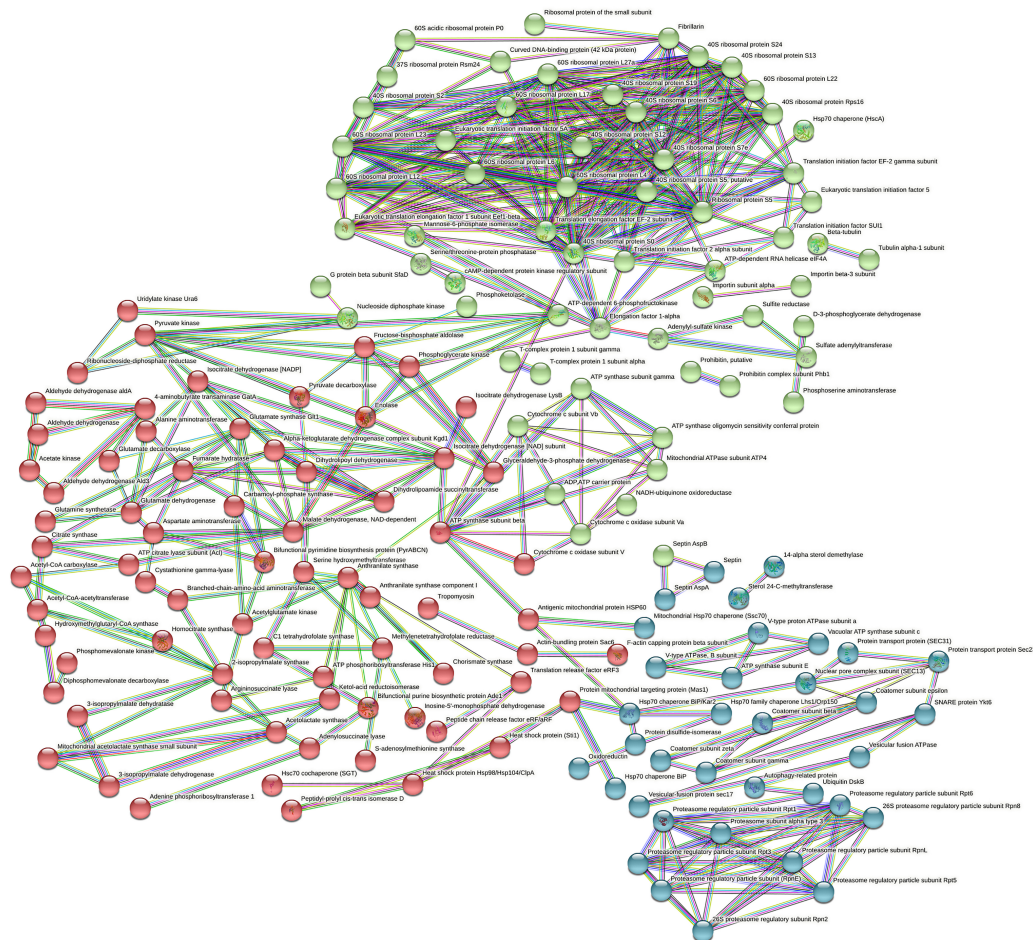 Ribosomal protein of the small subunit
60S acidic ribosomal protein P0
Fibrillarin
40S ribosomal protein S24
Curved DNA-binding protein (42 kDa protein)
40S ribosomal protein S13
37S ribosomal protein Rsm24
60S ribosomal protein L27a
60S ribosomal protein L22
40S ribosomal protein S19
40S ribosomal protein S2
60S ribosomal protein L17
40S ribosomal protein S6
40S ribosomal protein Rps16
Hsp70 chaperone (HscA)
60S ribosomal protein L23
Eukaryotic translation initiation factor 5A
40S ribosomal protein S12
40S ribosomal protein S7e
60S ribosomal protein L6
Translation initiation factor EF-2 gamma subunit
60S ribosomal protein L12
60S ribosomal protein L4
40S ribosomal protein S5, putative
Eukaryotic translation initiation factor 5
Ribosomal S5
Eukaryotic translation elongation factor 1 subunit Eef1-beta
Translation elongation factor EF-2 subunit
Mannose-6-phosphate isomerase
Translation initiation factor SUI1
Beta-tubulin
40S ribosomal protein S0
Serine/threonine-protein phosphatase
Translation initiation factor 2 alpha subunit
Tubulin alpha-1 subunit
G protein beta subunit SfaD
cAMP-dependent protein kinase regulatory subunit
ATP-dependent RNA helicase eIF4A
Importin beta-3 subunit
Importin subunit alpha
Uridylate kinase Ura6
Nucleoside diphosphate kinase
Phosphoketolase
ATP-dependent 6-phosphofructokinase
Sulfite reductase
D-3-phosphoglycerate dehydrogenase
Pyruvate kinase
Fructose-bisphosphate aldolase
Elongation factor 1-alpha
Adenylyl-sulfate kinase
Sulfate adenylyltransferase
Ribonucleoside-diphosphate reductase
Phosphoglycerate kinase
T-complex protein 1 subunit gamma
T-complex protein 1 subunit alpha
Prohibitin, putative
Prohibitin complex subunit Phb1
Phosphoserine aminotransferase
Isocitrate dehydrogenase [NADP]
Pyruvate decarboxylase
ATP synthase subunit gamma
Aldehyde dehydrogenase aldA
4-aminobutyrate transaminase GatA
Enolase
Isocitrate dehydrogenase LysB
Cytochrome c subunit Vb
Aldehyde dehydrogenase
Alanine aminotransferase
Glutamate synthase Glt1
ATP synthase oligomycin sensitivity conferral protein
Alpha-ketoglutarate dehydrogenase complex subunit Kgd1
Isocitrate dehydrogenase [NAD] subunit
Acetate kinase
Glutamate decarboxylase
Fumarate hydratase
Dihydrolipoyl dehydrogenase
Glyceraldehyde-3-phosphate dehydrogenase
Mitochondrial ATPase subunit ATP4
Aldehyde dehydrogenase Ald3
Carbamoyl-phosphate synthase
Dihydrolipoamide succinyltransferase
ADP,ATP carrier protein
NADH-ubiquinone oxidoreductase
Glutamate dehydrogenase
Glutamine synthetase
Aspartate aminotransferase
Malate dehydrogenase, NAD-dependent
ATP synthase subunit beta
Cytochrome c oxidase subunit Va
Citrate synthase
ATP citrate lyase subunit (Acl)
Bifunctional pyrimidine biosynthesis protein (PyrABCN)
Cytochrome c oxidase subunit V
Septin AspB
Serine hydroxymethyltransferase
Septin
14-alpha sterol demethylase
Acetyl-CoA carboxylase
Cystathionine gamma-lyase
Anthranilate synthase
Branched-chain-amino-acid aminotransferase
Anthranilate synthase component I
Septin AspA
Sterol 24-C-methyltransferase
Acetyl-CoA-acetyltransferase
Acetylglutamate kinase
Tropomyosin
Antigenic mitochondrial protein HSP60
Mitochondrial Hsp70 chaperone (Ssc70)
V-type proton ATPase subunit a
Hydroxymethylglutaryl-CoA synthase
Homocitrate synthase
C1 tetrahydrofolate synthase
Methylenetetrahydrofolate reductase
Actin-bundling protein Sac6
F-actin capping protein beta subunit
Vacuolar ATP synthase subunit c
Protein transport protein (SEC31)
Phosphomevalonate kinase
2-isopropylmalate synthase
Chorismate synthase
V-type ATPase, B subunit
Protein transport protein Sec23
ATP phosphoribosyltransferase Hs1
Translation release factor eRF3
ATP synthase subunit E
Nuclear pore complex subunit (SEC13)
Diphosphomevalonate decarboxylase
Argininosuccinate lyase
Ketol-acid reductoisomerase
Bifunctional purine biosynthetic protein Ade1
Protein mitochondrial targeting protein (Mas1)
Coatomer subunit epsilon
3-isopropylmalate dehydratase
Inosine-5'-monophosphate dehydrogenase
Hsp70 chaperone BiP/Kar2
Hsp70 family chaperone Lhs1/Orp150
Coatomer subunit beta
SNARE protein Ykt6
Acetolactate synthase
Peptide chain release factor eRF/aRF
Adenylosuccinate lyase
Heat shock protein (Sti1)
Protein disulfide-isomerase
Mitochondrial acetolactate synthase small subunit
S-adenosylmethionine synthase
Coatomer subunit zeta
Vesicular fusion ATPase
Oxidoreductin
Coatomer subunit gamma
3-isopropylmalate dehydrogenase
Hsc70 cochaperone (SGT)
Heat shock protein Hsp98/Hsp104/ClpA
Hsp70 chaperone BiP
Autophagy-related protein
Ubiquitin DskB
Adenine phosphoribosyltransferase 1
Peptidyl-prolyl cis-trans isomerase D
Vesicular-fusion protein sec17
Proteasome regulatory particle subunit Rpt6
Proteasome regulatory particle subunit Rpt1
26S proteasome regulatory particle subunit Rpn8
Proteasome subunit alpha type 3
Proteasome regulatory particle subunit Rpt3
Proteasome regulatory particle subunit RpnL
Proteasome regulatory particle subunit (RpnE)
Proteasome regulatory particle subunit Rpt5
26S proteasome regulatory subunit Rpn2